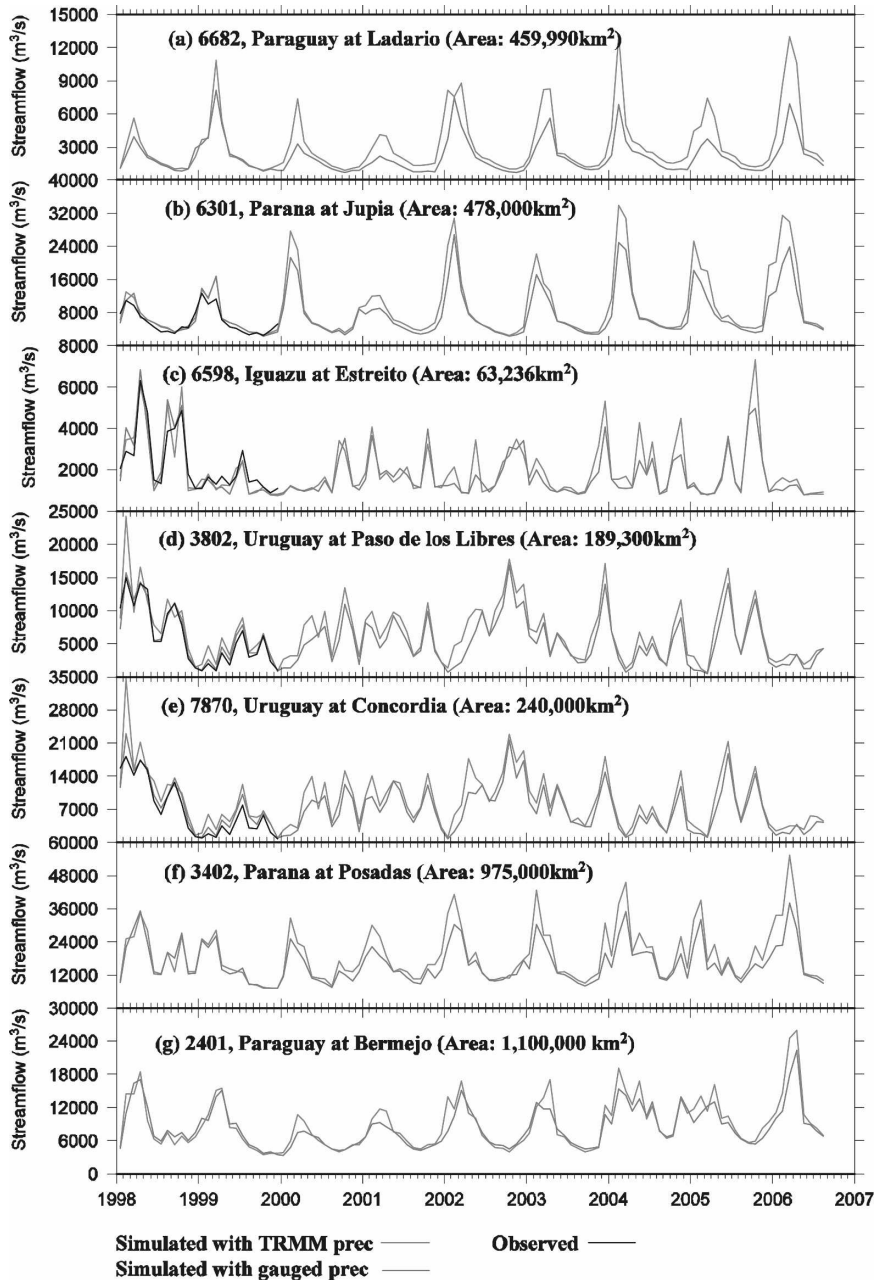 15000
12000
9000
6000
3000
Streamflow (m³/s)
(a) 6682, Paraguay at Ladario (Area: 459,990km²)
40000
32000
24000
16000
8000
Streamflow (m³/s)
(b) 6301, Parana at Jupia (Area: 478,000km²)
8000
6000
4000
2000
Streamflow (m³/s)
(c) 6598, Iguazu at Estreito (Area: 63,236km²)
25000
20000
15000
10000
5000
Streamflow (m³/s)
(d) 3802, Uruguay at Paso de los Libres (Area: 189,300km²)
35000
28000
21000
14000
7000
Streamflow (m³/s)
(e) 7870, Uruguay at Concordia (Area: 240,000km²)
60000
48000
36000
24000
12000
Streamflow (m³/s)
(f) 3402, Parana at Posadas (Area: 975,000km²)
30000
24000
18000
12000
6000
0
Streamflow (m³/s)
(g) 2401, Paraguay at Bermejo (Area: 1,100,000 km²)
1998 1999 2000 2001 2002 2003 2004 2005 2006 2007
Simulated with TRMM prec Observed
Simulated with gauged prec